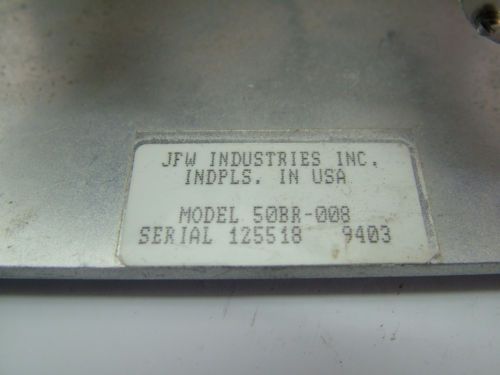 JFW INDUSTRIES INC.
INDPLS. IN USA
MODEL 50BR-008
SERIAL 125518 9403